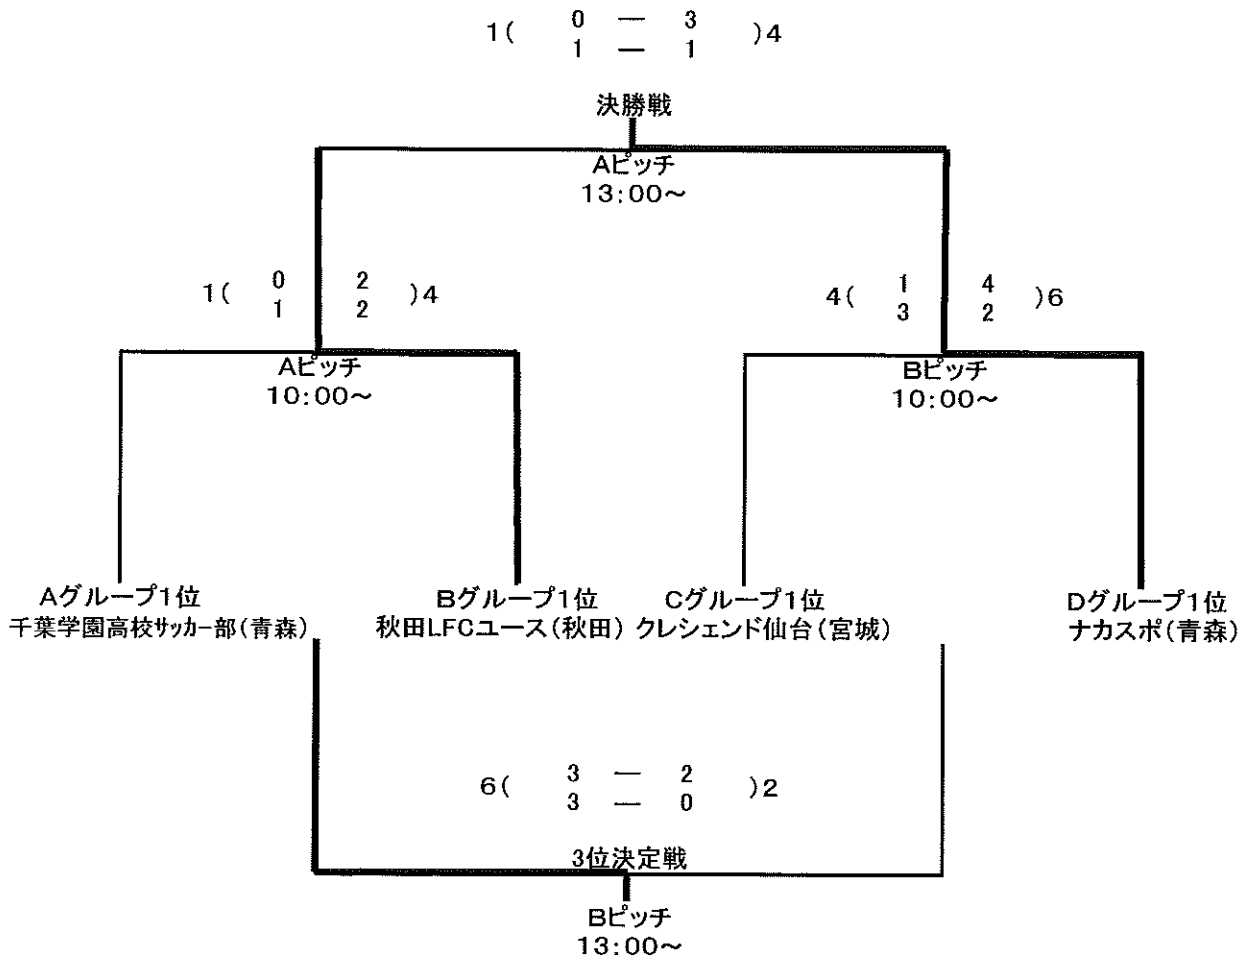 0 — 3
1( )4
1 — 1
決勝戦
Aピッチ
13:00～
0 2
1( )4
1 2
1 4
4( )6
3 2
Aピッチ
10:00～
Bピッチ
10:00～
Aグループ1位
千葉学園高校サッカー部(青森)
Bグループ1位
秋田LFCユース(秋田)
Cグループ1位
クレシェンド仙台(宮城)
Dグループ1位
ナカスポ(青森)
3 — 2
6( )2
3 — 0
3位決定戦
Bピッチ
13:00～